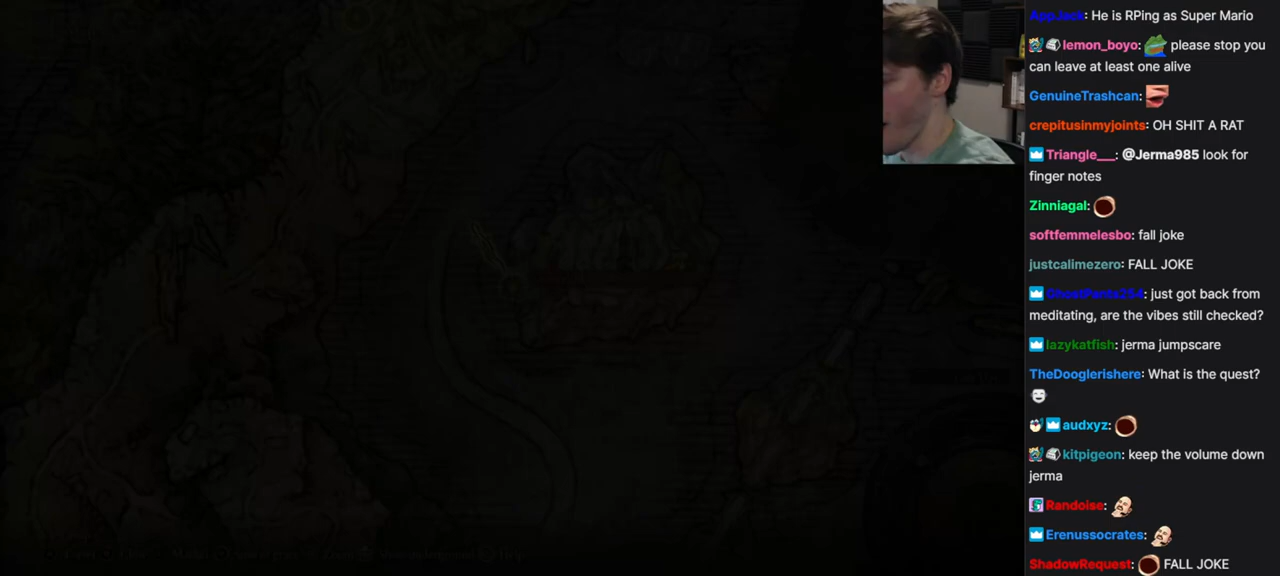 AppJack: He is RPing as Super Mario
lemon_boyo: please stop you
can leave at least one alive
GenuineTrashcan:
crepitusinmyjoints: OH SHIT A RAT
Triangle___: @Jerma985 look for
finger notes
Zinniagal:
softfemmelesbo: fall joke
justcalimezero: FALL JOKE
GhostPants254: just got back from
meditating, are the vibes still checked?
lazykatfish: jerma jumpscare
TheDooglerishere: What is the quest?
audxyz:
kitpigeon: keep the volume down
jerma
Randoise:
Erenussocrates:
ShadowRequest: FALL JOKE